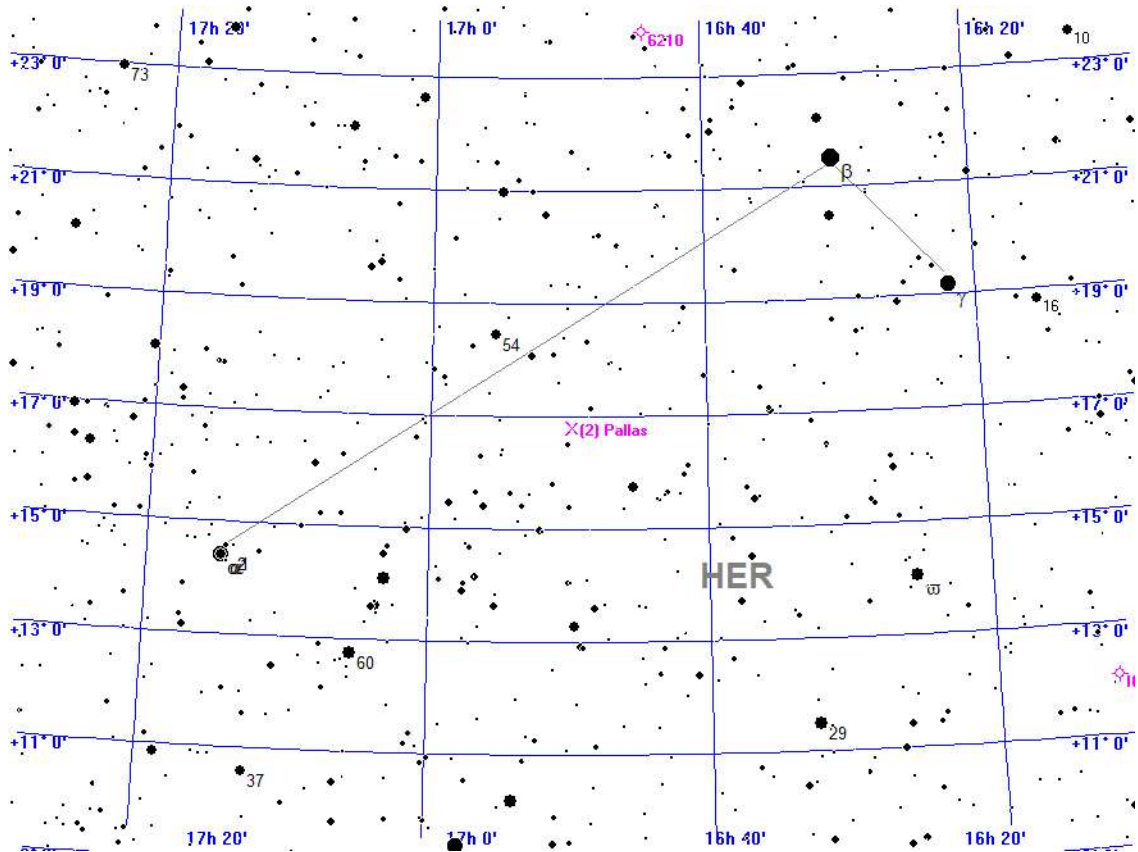 17h 20'
17h 0'
16h 40'
16h 20'
6210
10
+23° 0'
+23° 0'
73
β
+21° 0'
+21° 0'
+19° 0'
+19° 0'
γ
16
54
+17° 0'
+17° 0'
(2) Pallas
+15° 0'
+15° 0'
HER
ϖ
+13° 0'
+13° 0'
60
29
+11° 0'
+11° 0'
37
17h 20'
17h 0'
16h 40'
16h 20'